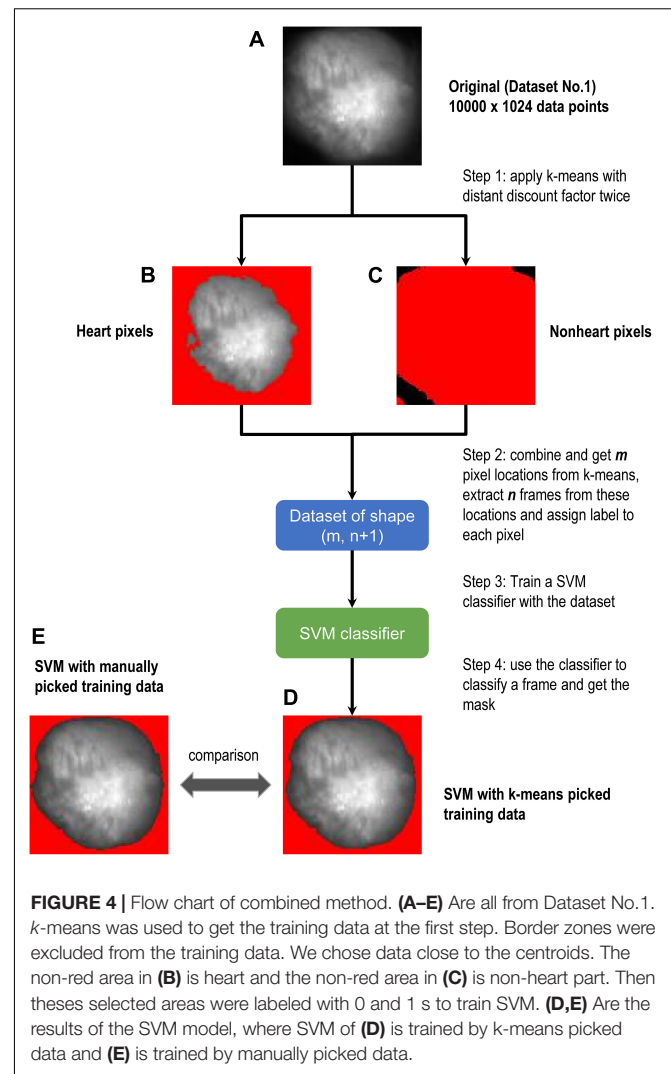 A
Original (Dataset No.1)
10000 x 1024 data points
Step 1: apply k-means with
distant discount factor twice
B
C
Heart pixels
Nonheart pixels
Step 2: combine and get m
pixel locations from k-means,
extract n frames from these
locations and assign label to
each pixel
Dataset of shape
(m, n+1)
Step 3: Train a SVM
classifier with the dataset
SVM classifier
E
SVM with manually
picked training data
Step 4: use the classifier to
classify a frame and get the
mask
D
comparison
SVM with k-means picked
training data
FIGURE 4 | Flow chart of combined method. (A–E) Are all from Dataset No.1.
k-means was used to get the training data at the first step. Border zones were
excluded from the training data. We chose data close to the centroids. The
non-red area in (B) is heart and the non-red area in (C) is non-heart part. Then
theses selected areas were labeled with 0 and 1 s to train SVM. (D,E) Are the
results of the SVM model, where SVM of (D) is trained by k-means picked
data and (E) is trained by manually picked data.